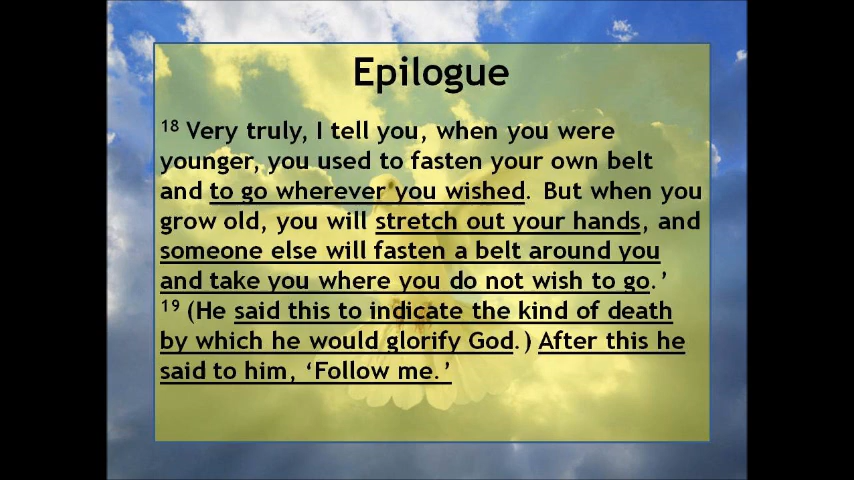 Epilogue
18 Very truly, I tell you, when you were
younger, you used to fasten your own belt
and to go wherever you wished. But when you
grow old, you will stretch out your hands, and
someone else will fasten a belt around you
and take you where you do not wish to go.’
19 (He said this to indicate the kind of death
by which he would glorify God.) After this he
said to him, ‘Follow me.’